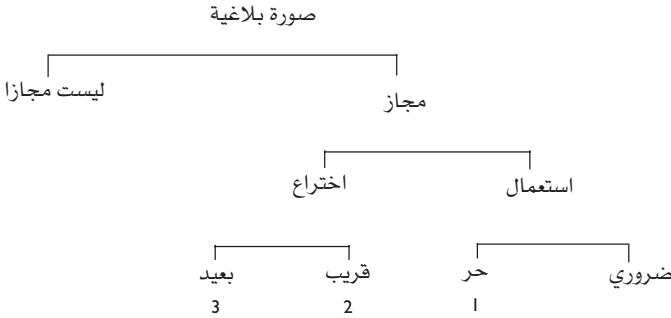 صورة بلاغية
مجاز ليست مجازا
استعمال اختراع
ضروري حر قريب بعيد
1 2 3